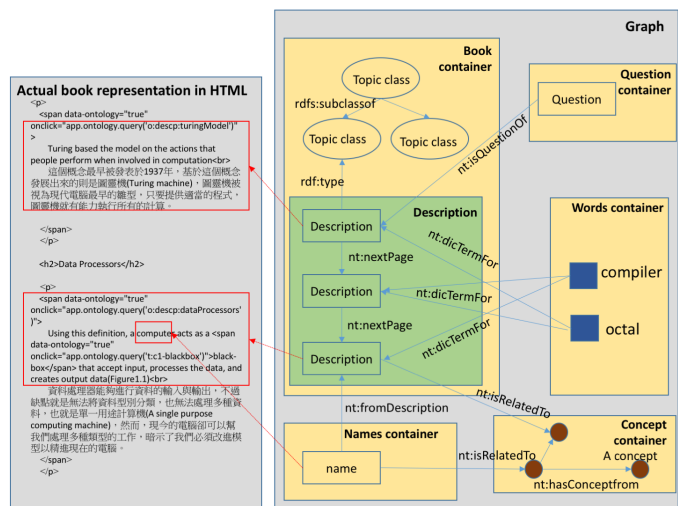 Actual book representation in HTML
<p>
<span data-ontology="true"
onclick="app.ontology.query('o:descp:turingModel')"
>
Turing based the model on the actions that
people perform when involved in computation<br>
這個概念最早被發表於1937年，基於這個概念
發展出來的則是圖靈機(Turing machine)，圖靈機被
視為現代電腦最早的雛型，只要提供適當的程式，
圖靈機就有能力執行所有的計算。
</span>
</p>
<h2>Data Processors</h2>
<p>
<span data-ontology="true"
onclick="app.ontology.query('o:descp:dataProcessors'
)">
Using this definition, a computer acts as a <span
data-ontology="true"
onclick="app.ontology.query('t:c1-blackbox')">black-
box</span> that accept input, processes the data, and
creates output data(Figure1.1)<br>
資料處理器能夠進行資料的輸入與輸出，不過
缺點就是無法將資料型別分類，也無法處理多種資
料，也就是單一用途計算機(A single purpose
computing machine)，然而，現今的電腦卻可以幫
我們處理多種類型的工作，暗示了我們必須改進模
型以精進現在的電腦。
</span>
</p>
Graph
Book
container
Topic class
rdfs:subclassof
Topic class
Topic class
rdf:type
Description
Description
nt:nextPage
Description
nt:nextPage
Description
nt:fromDescription
Names container
name
Question
container
Question
nt:isQuestionOf
Words container
compiler
octal
nt:dicTermFor
nt:dicTermFor
nt:dicTermFor
nt:isRelatedTo
nt:isRelatedTo
Concept
container
A concept
nt:hasConceptfrom